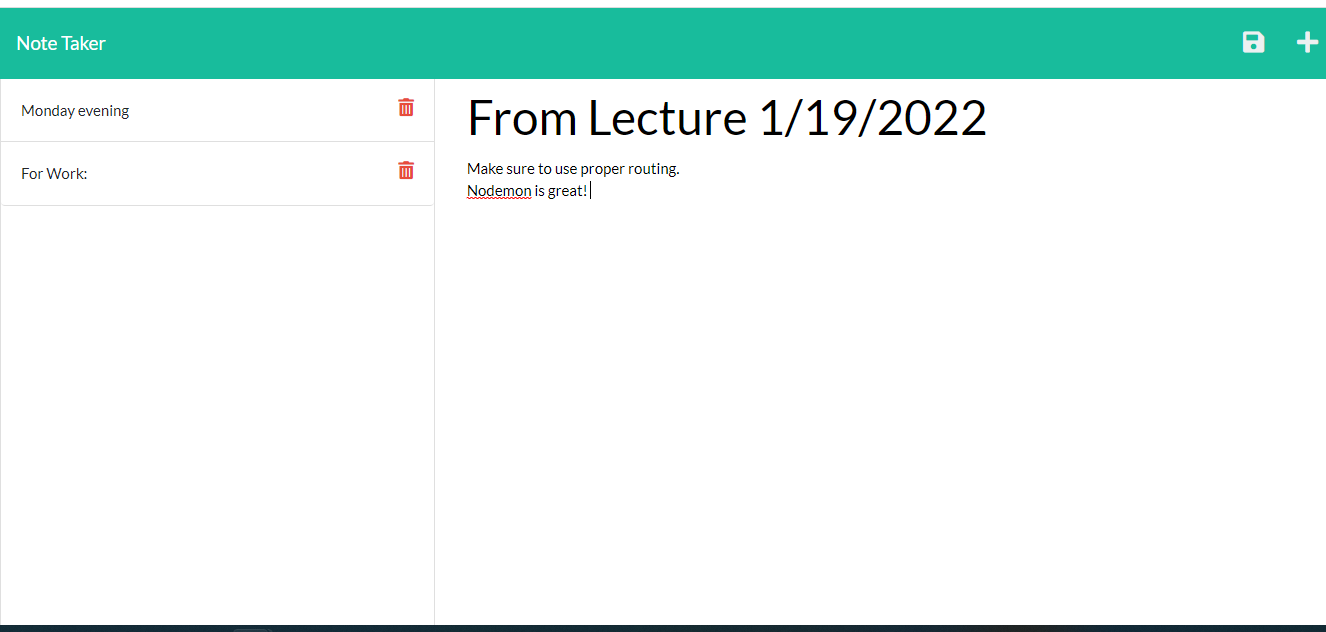 Note Taker
Monday evening
For Work:
From Lecture 1/19/2022
Make sure to use proper routing.
Nodemon is great!